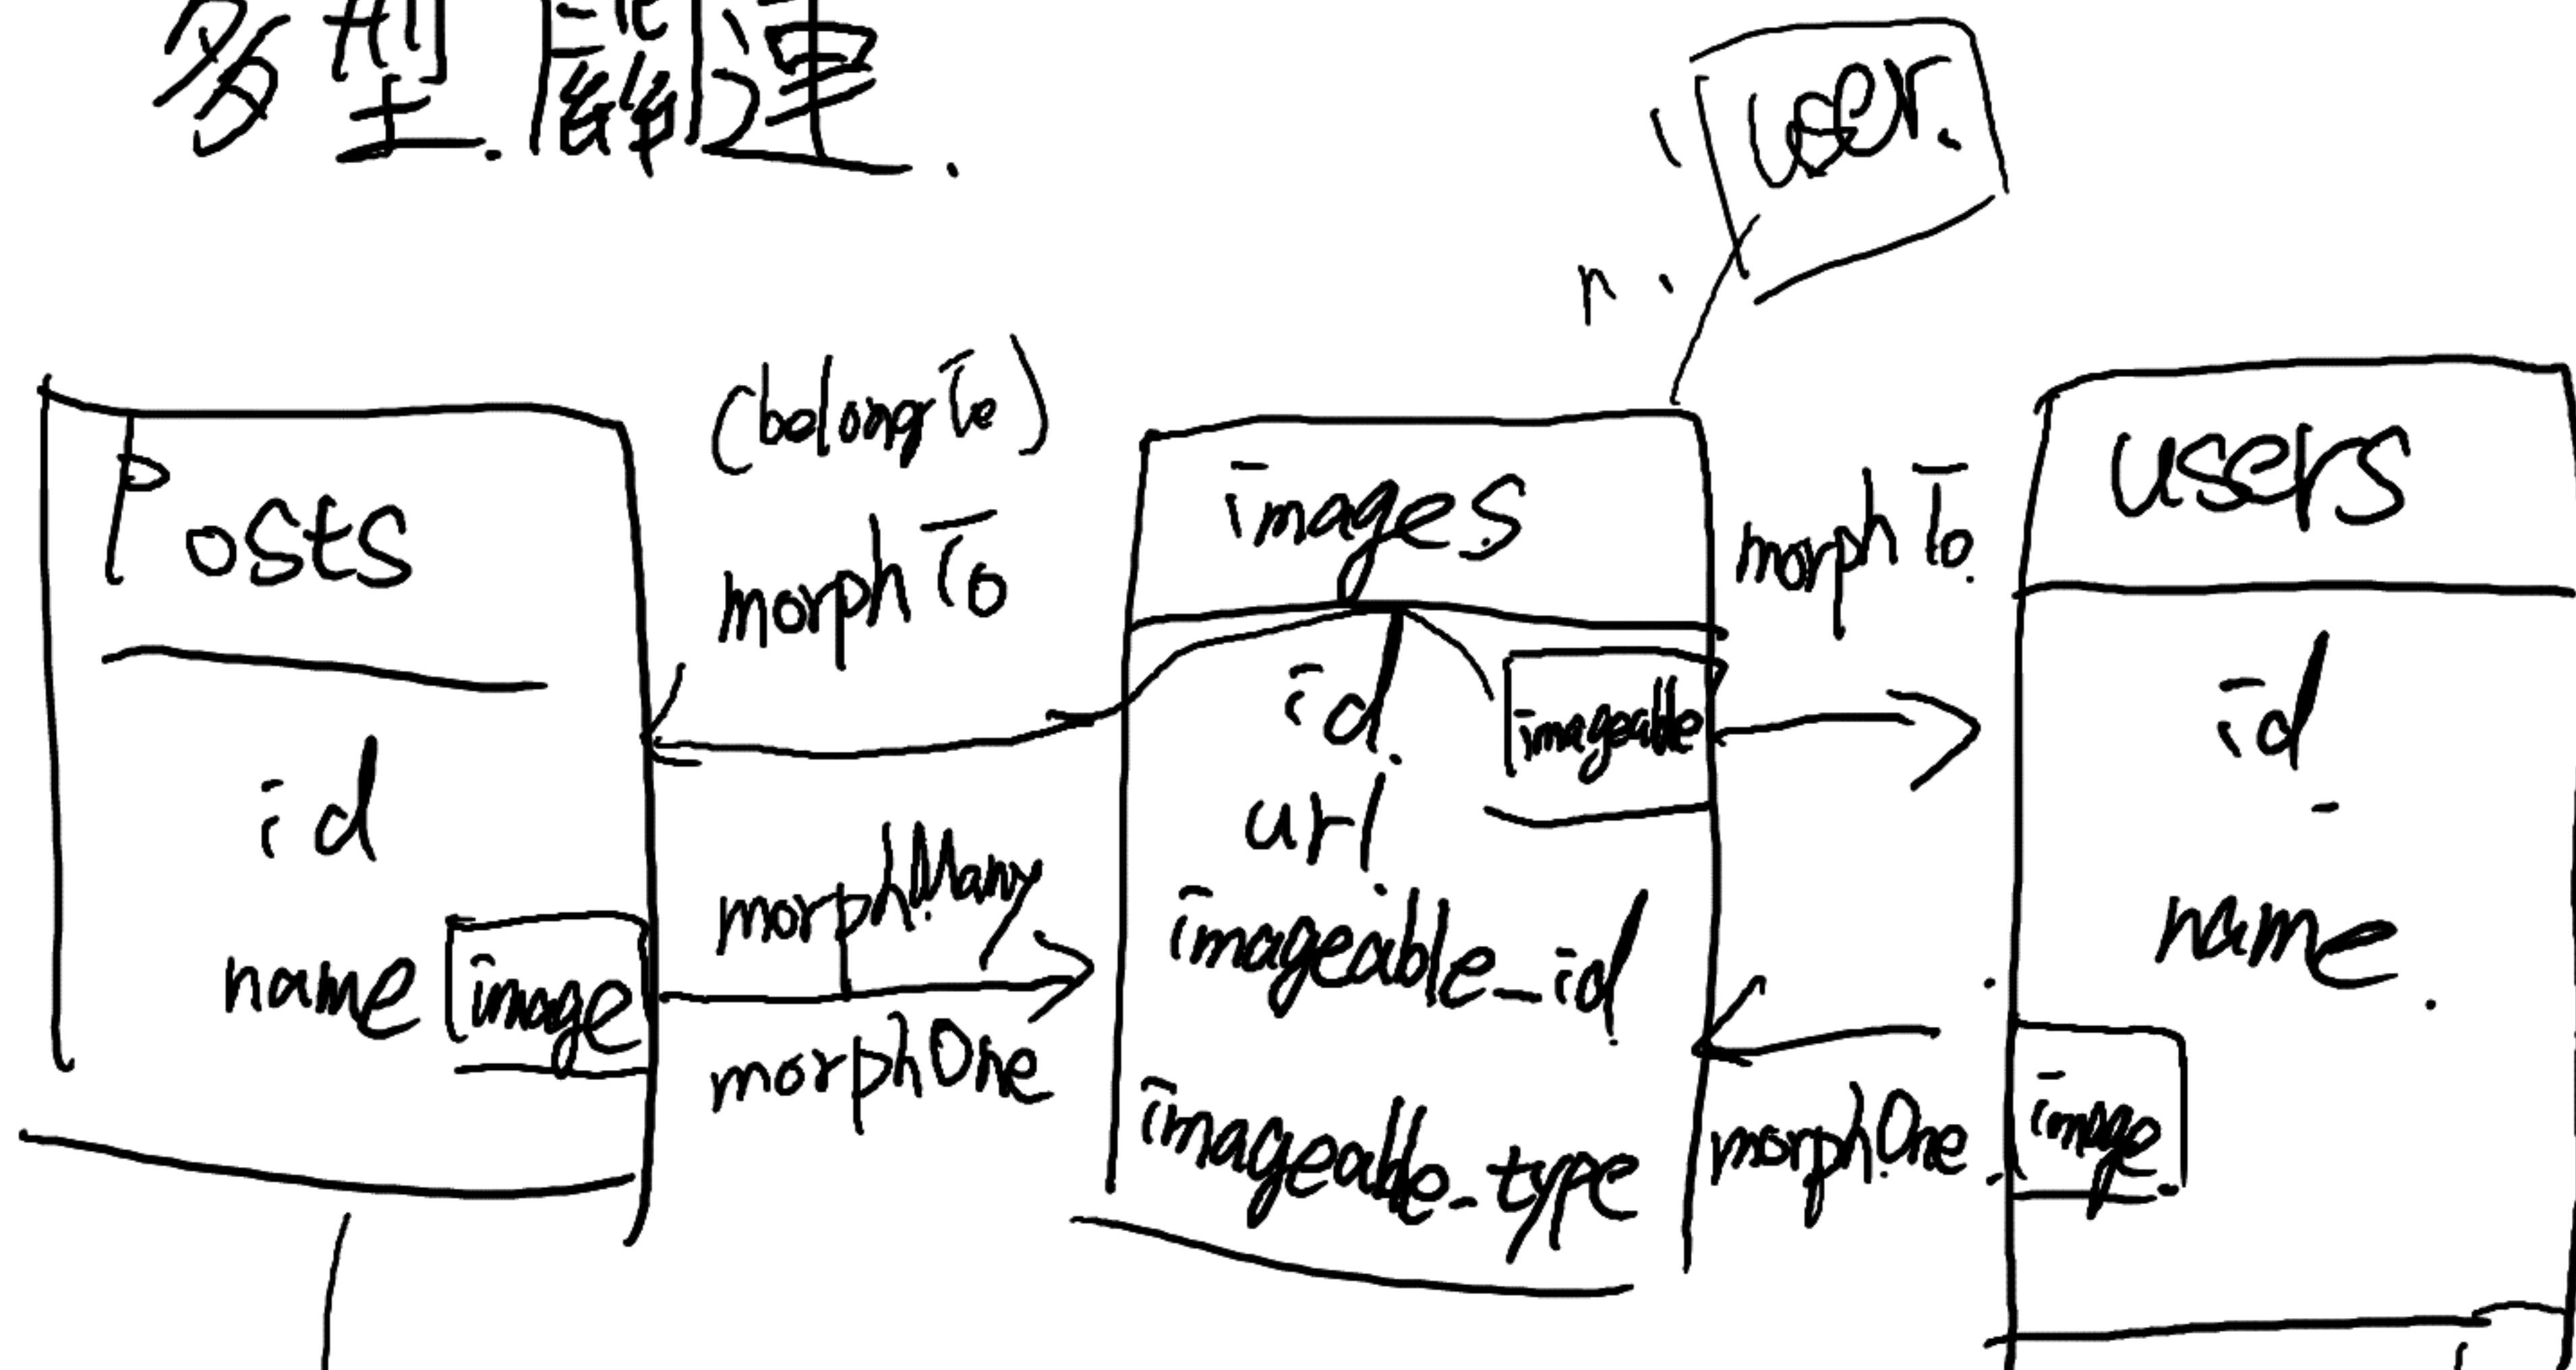 多型關連.
user.
1
n.
(belongTo)
morphTo
posts
id
name
image
morphMany
morphOne
images
id.
url.
imageable
imageable_id
imageable_type
morphTo.
morphOne.
users
id
name.
image